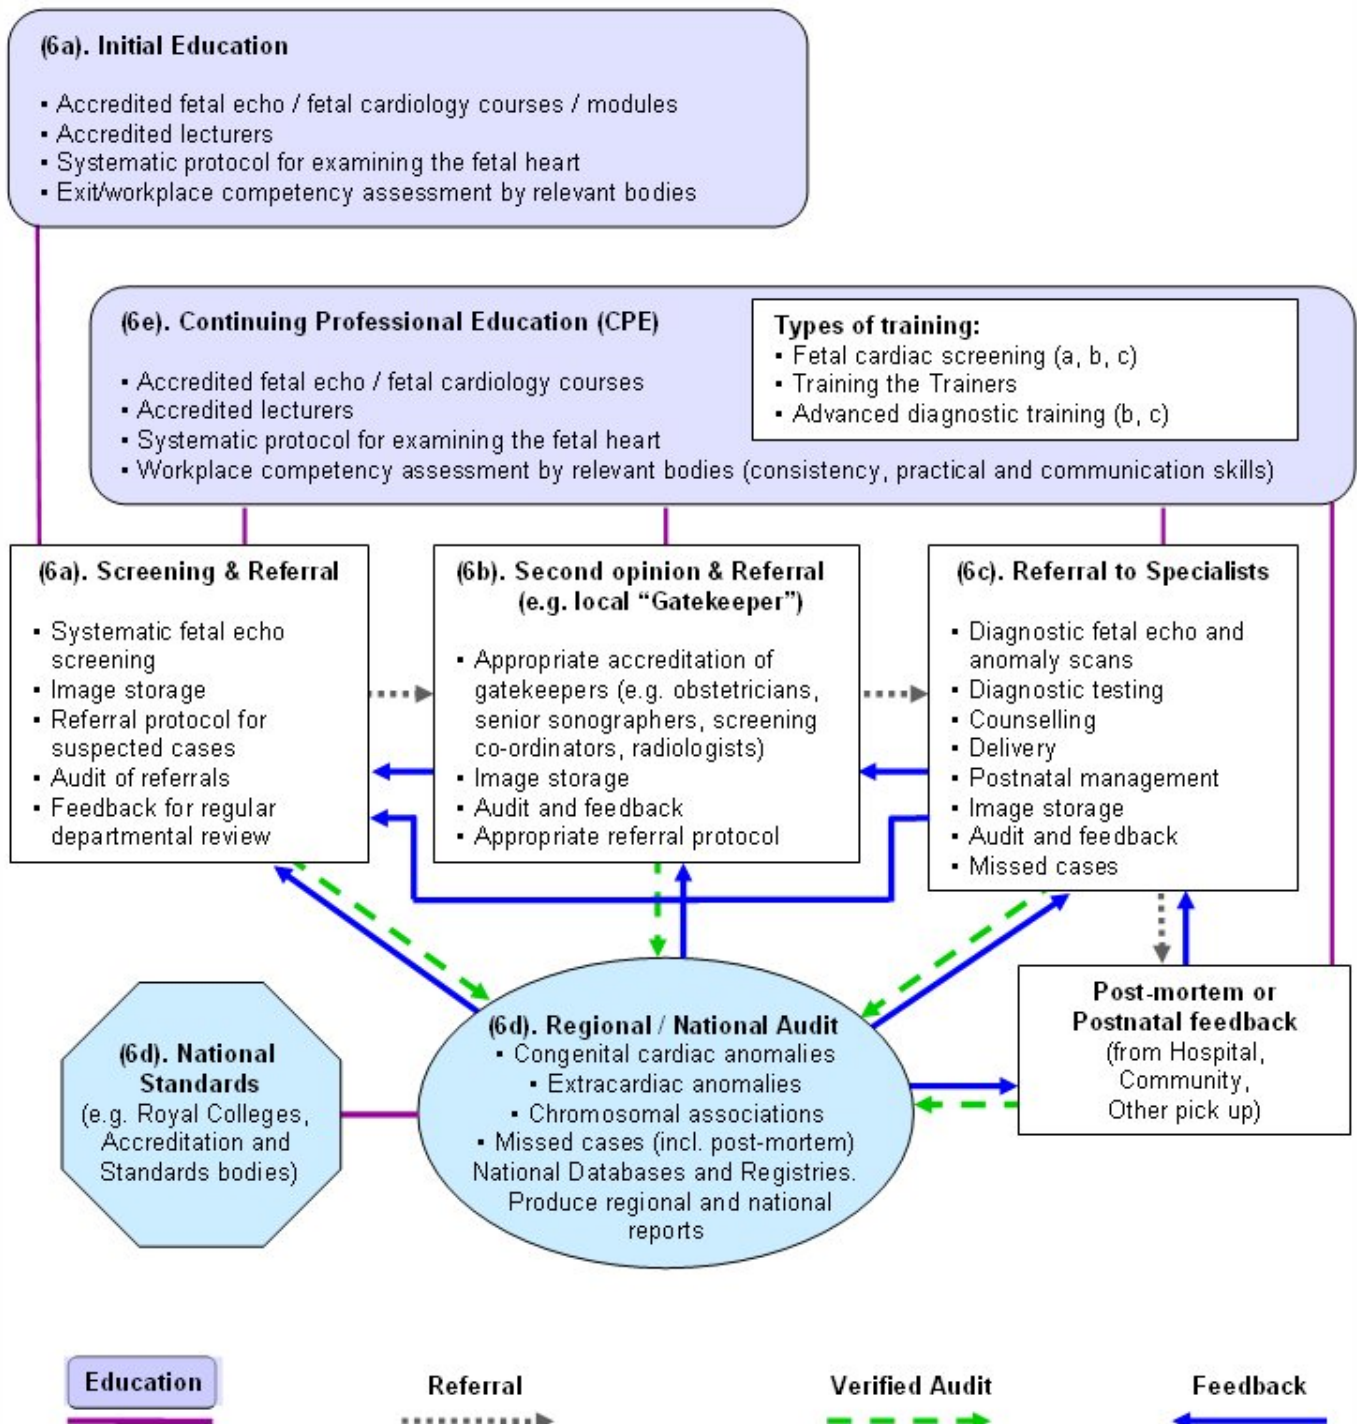 (6a). Initial Education
▪ Accredited fetal echo / fetal cardiology courses / modules
▪ Accredited lecturers
▪ Systematic protocol for examining the fetal heart
▪ Exit/workplace competency assessment by relevant bodies
(6e). Continuing Professional Education (CPE)
▪ Accredited fetal echo / fetal cardiology courses
▪ Accredited lecturers
▪ Systematic protocol for examining the fetal heart
▪ Workplace competency assessment by relevant bodies (consistency, practical and communication skills)
Types of training:
▪ Fetal cardiac screening (a, b, c)
▪ Training the Trainers
▪ Advanced diagnostic training (b, c)
(6a). Screening & Referral
▪ Systematic fetal echo
screening
▪ Image storage
▪ Referral protocol for
suspected cases
▪ Audit of referrals
▪ Feedback for regular
departmental review
(6b). Second opinion & Referral
(e.g. local “Gatekeeper”)
▪ Appropriate accreditation of
gatekeepers (e.g. obstetricians,
senior sonographers, screening
co-ordinators, radiologists)
▪ Image storage
▪ Audit and feedback
▪ Appropriate referral protocol
(6c). Referral to Specialists
▪ Diagnostic fetal echo and
anomaly scans
▪ Diagnostic testing
▪ Counselling
▪ Delivery
▪ Postnatal management
▪ Image storage
▪ Audit and feedback
▪ Missed cases
(6d). National
Standards
(e.g. Royal Colleges,
Accreditation and
Standards bodies)
(6d). Regional / National Audit
▪ Congenital cardiac anomalies
▪ Extracardiac anomalies
▪ Chromosomal associations
▪ Missed cases (incl. post-mortem)
National Databases and Registries.
Produce regional and national
reports
Post-mortem or
Postnatal feedback
(from Hospital,
Community,
Other pick up)
Education
Referral
Verified Audit
Feedback